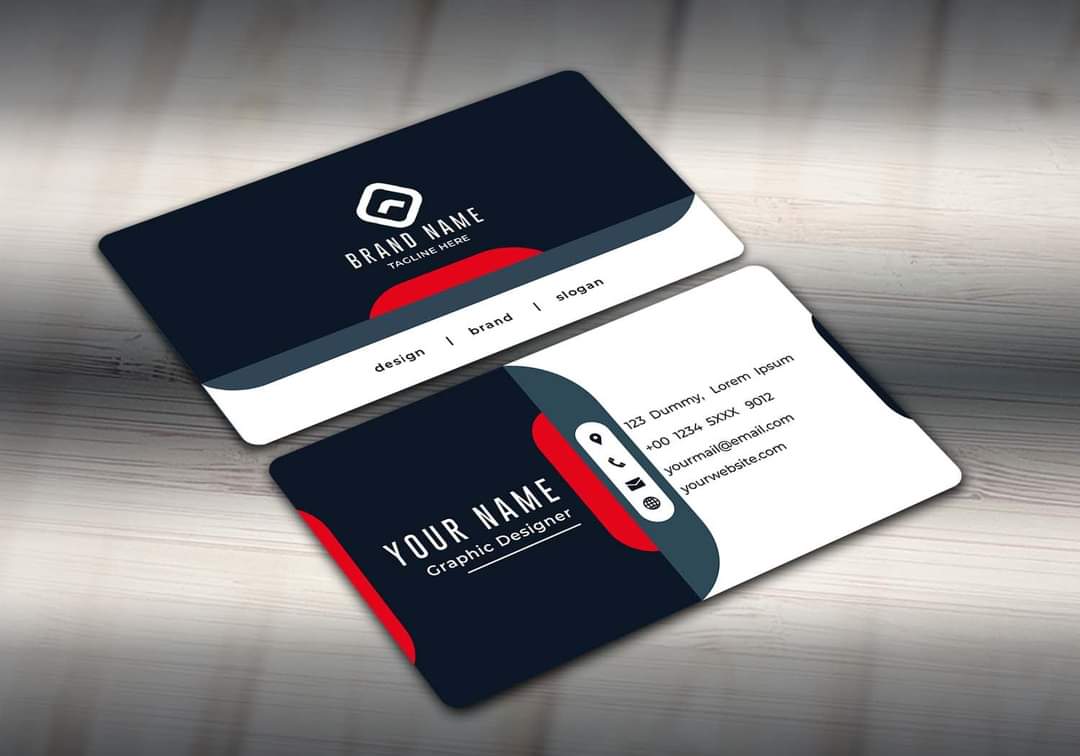 BRAND NAME
TAGLINE HERE
design | brand | slogan
YOUR NAME
Graphic Designer
123 Dummy, Lorem Ipsum
+00 1234 5XXX 9012
yourmail@email.com
yourwebsite.com